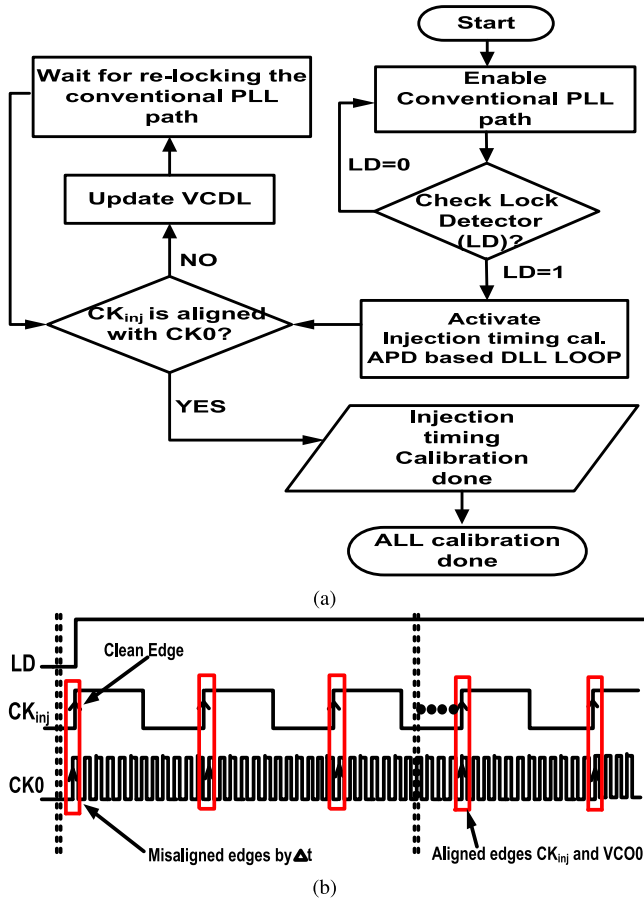 Start
Enable
Conventional PLL
path
LD=0
Check Lock
Detector
(LD)?
LD=1
Activate
Injection timing cal.
APD based DLL LOOP
Wait for re-locking the
conventional PLL
path
Update VCDL
NO
CKinj is aligned
with CK0?
YES
Injection
timing
Calibration
done
ALL calibration
done
(a)
LD
Clean Edge
CKinj
CK0
Misaligned edges by Δt
Aligned edges CKinj and VCO0
(b)